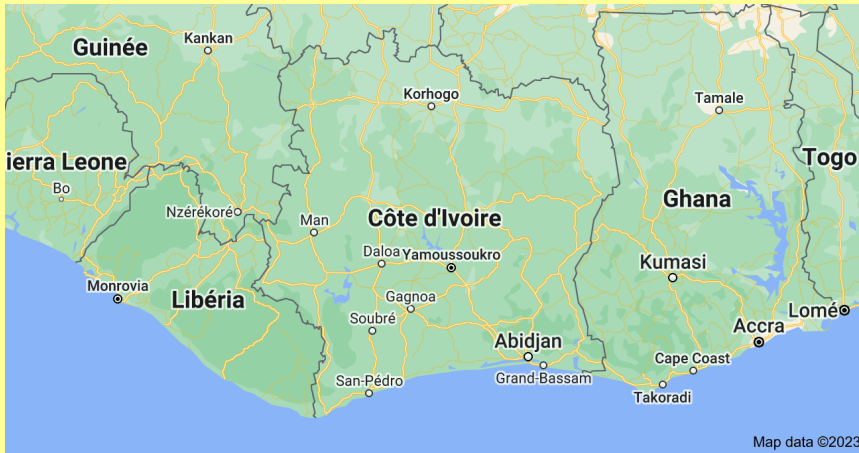 Guinée
Kankan
Korhogo
Tamale
ierra Leone
Togo
Bo
Nzérékoré
Man
Côte d'Ivoire
Ghana
Daloa
Yamoussoukro
Kumasi
Monrovia
Libéria
Gagnoa
Soubré
Lomé
Accra
Abidjan
Cape Coast
San-Pédro
Grand-Bassam
Takoradi
Map data ©2023